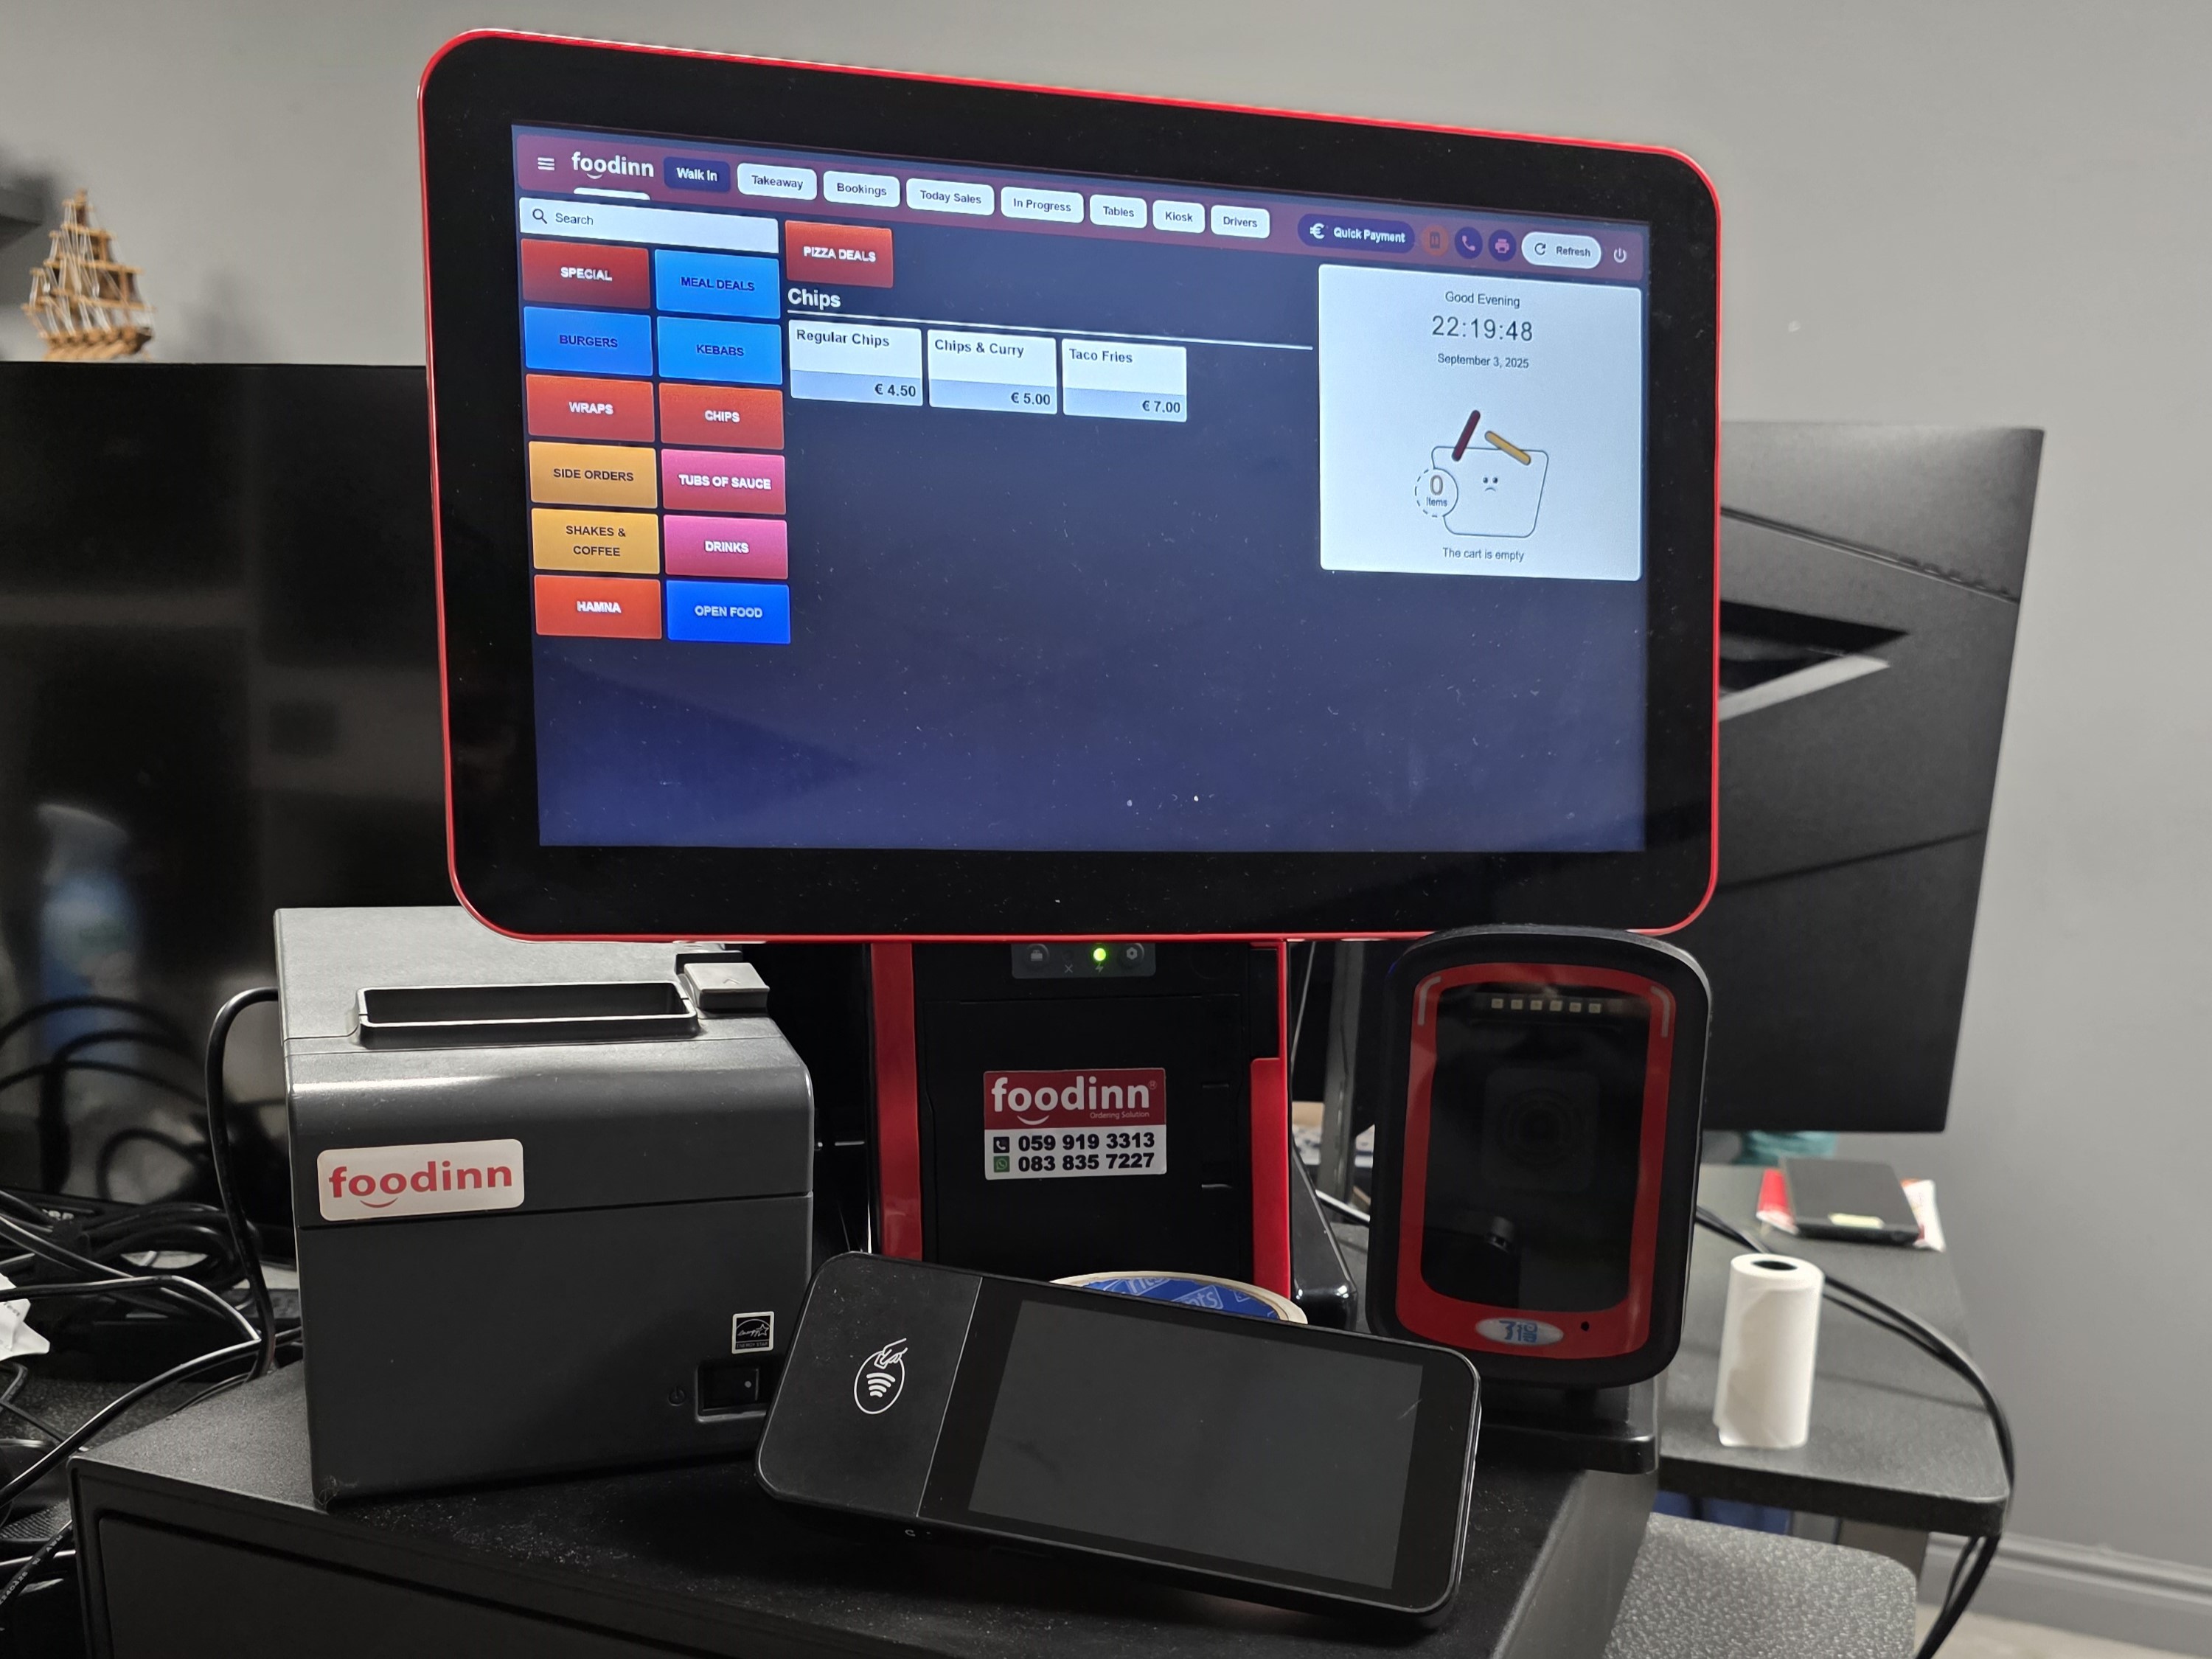 foodinn
Walk In
Takeaway
Bookings
Today Sales
In Progress
Tables
Kiosk
Drivers
€ Quick Payment
Refresh
Search
SPECIAL
MEAL DEALS
BURGERS
KEBABS
WRAPS
CHIPS
SIDE ORDERS
TUBS OF SAUCE
SHAKES &
COFFEE
DRINKS
HAMNA
OPEN FOOD
PIZZA DEALS
Chips
Regular Chips
€ 4.50
Chips & Curry
€ 5.00
Taco Fries
€ 7.00
Good Evening
22:19:48
September 3, 2025
0
Items
The cart is empty
foodinn®
Ordering Solution
059 919 3313
083 835 7227
foodinn